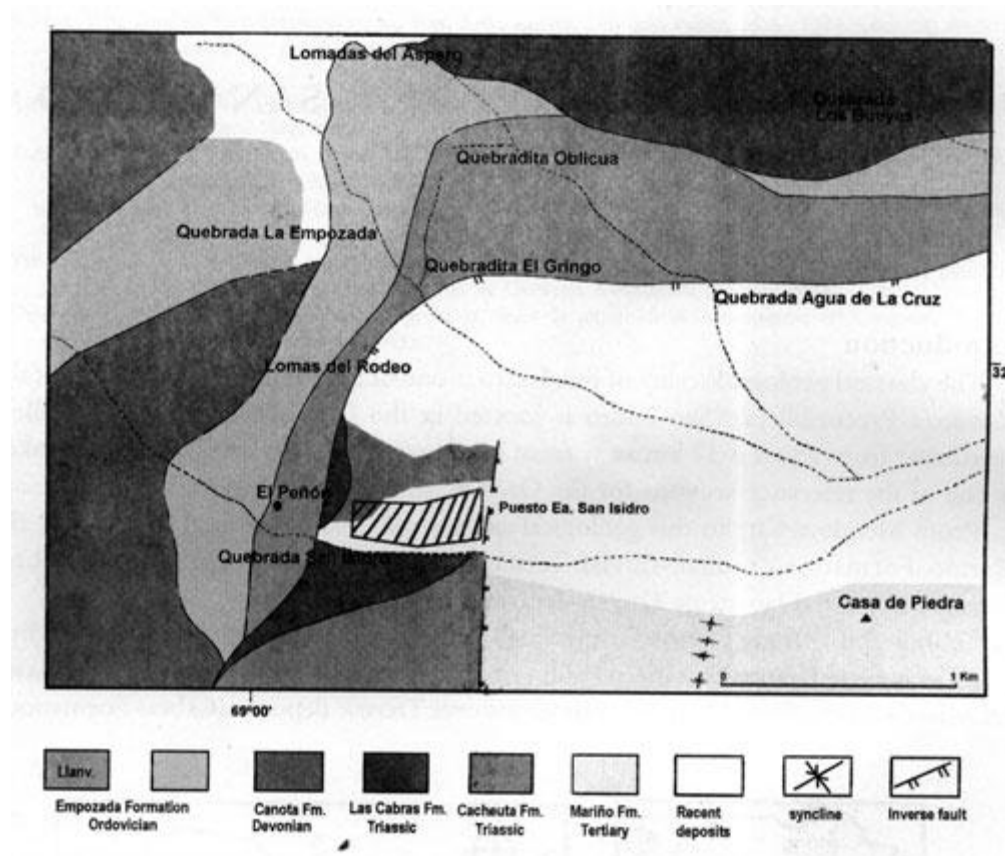 Lomadas del Aspero
Quebrada
Los Bueyes
Quebradita Oblicua
Quebrada La Empozada
Quebradita El Gringo
Quebrada Agua de La Cruz
Lomas del Rodeo
32
El Peñón
Puesto Ea. San Isidro
Quebrada San Isidro
Casa de Piedra
0
1 Km
69°00'
Llanv.
Empozada Formation
Ordovician
Canota Fm.
Devonian
Las Cabras Fm.
Triassic
Cacheuta Fm.
Triassic
Mariño Fm.
Tertiary
Recent
deposits
syncline
Inverse fault